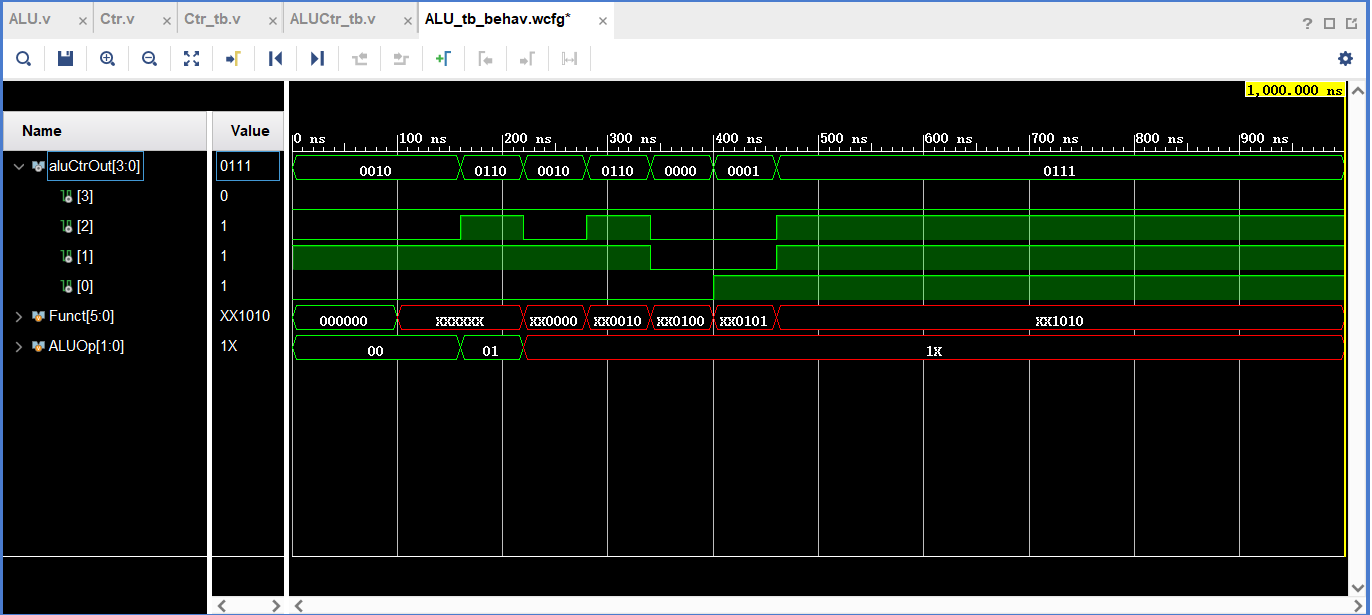 ALU.v × Ctr.v × Ctr_tb.v × ALUCtr_tb.v × ALU_tb_behav.wcfg* ×
?
1,000.000 ns
Name Value
0 ns 100 ns 200 ns 300 ns 400 ns 500 ns 600 ns 700 ns 800 ns 900 ns
aluCtrOut[3:0] 0111 0010 0110 0010 0110 0000 0001 0111
[3] 0
[2] 1
[1] 1
[0] 1
Funct[5:0] XX1010 000000 XXXXXX XX0000 XX0010 XX0100 XX0101 XX1010
ALUOp[1:0] 1X 00 01 1X